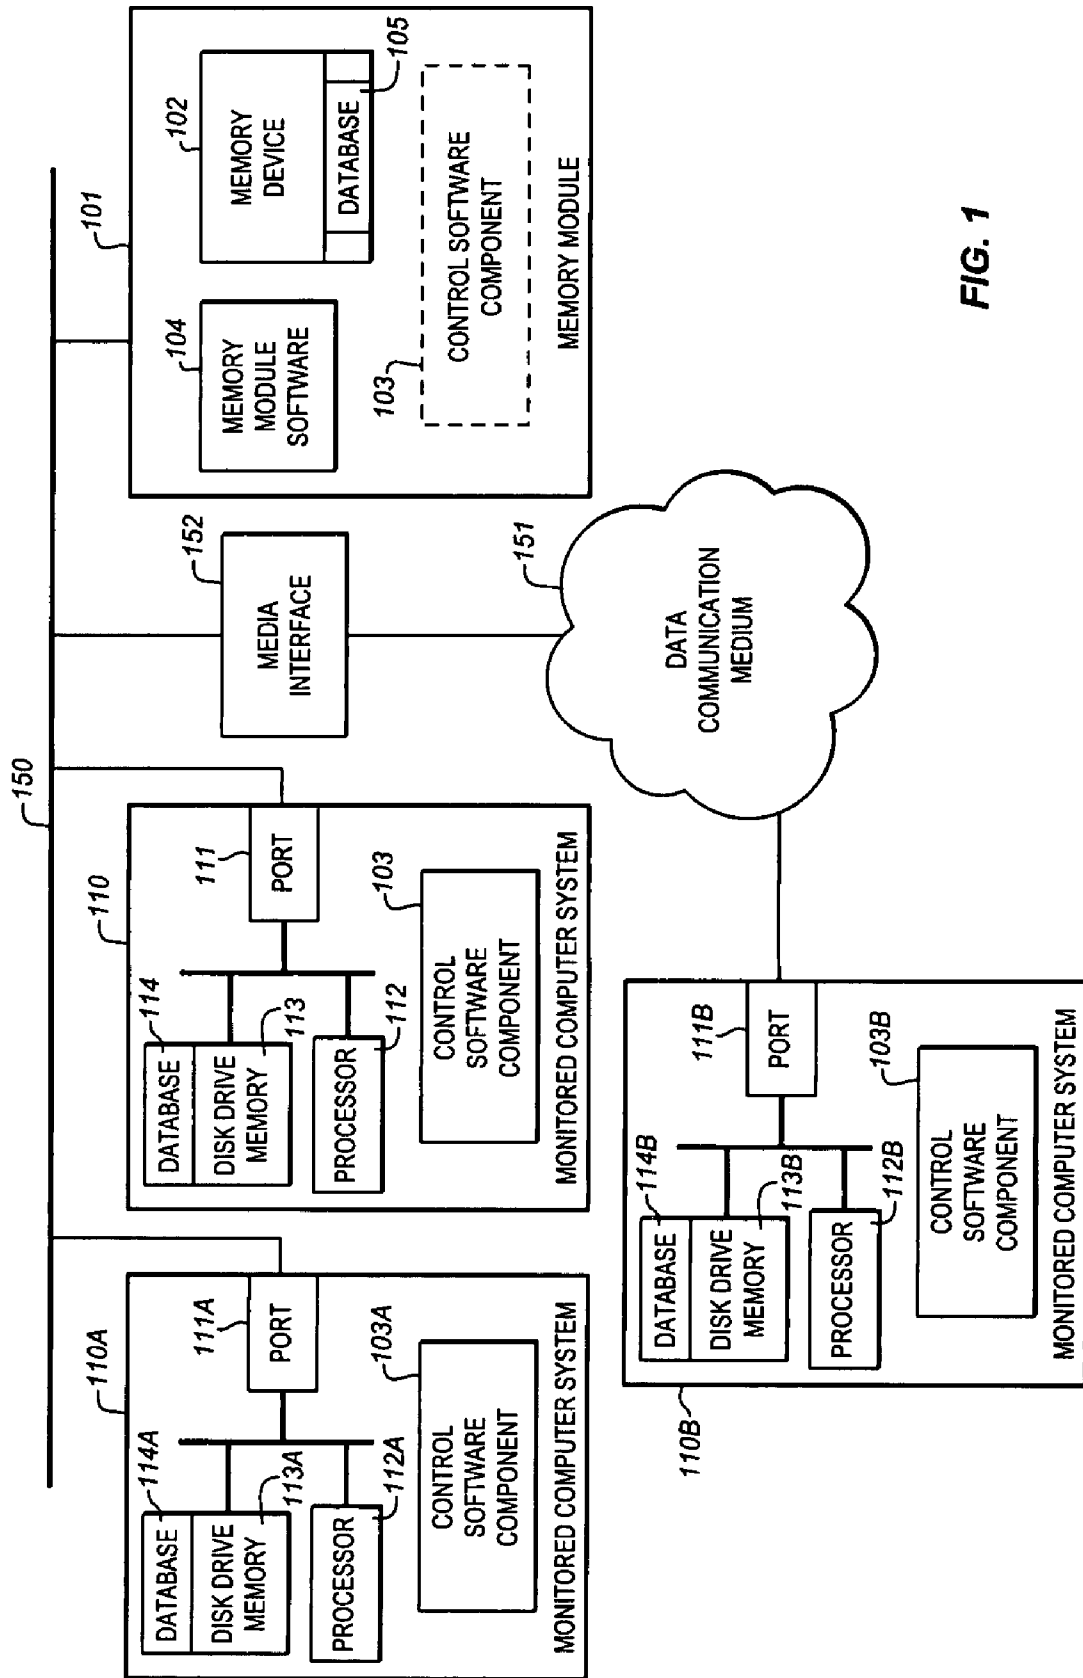 150
110A
111A
PORT
114A
DATABASE
DISK DRIVE
MEMORY
113A
PROCESSOR
112A
103A
CONTROL
SOFTWARE
COMPONENT
MONITORED COMPUTER SYSTEM
110
111
PORT
114
DATABASE
DISK DRIVE
MEMORY
113
PROCESSOR
112
103
CONTROL
SOFTWARE
COMPONENT
MONITORED COMPUTER SYSTEM
152
MEDIA
INTERFACE
101
104
MEMORY
MODULE
SOFTWARE
102
MEMORY
DEVICE
DATABASE
105
103
CONTROL SOFTWARE
COMPONENT
MEMORY MODULE
151
DATA
COMMUNICATION
MEDIUM
110B
111B
PORT
114B
DATABASE
DISK DRIVE
MEMORY
113B
PROCESSOR
112B
103B
CONTROL
SOFTWARE
COMPONENT
MONITORED COMPUTER SYSTEM
FIG. 1